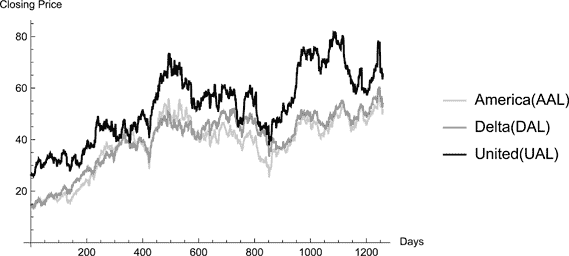 Closing Price
80
60
40
20
200 400 600 800 1000 1200 Days
America(AAL)
Delta(DAL)
United(UAL)